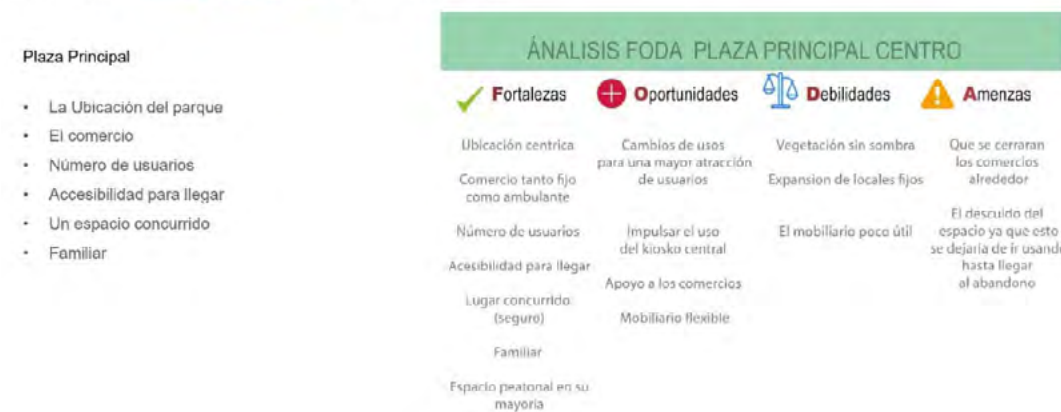 Plaza Principal
• La Ubicación del parque
• El comercio
• Número de usuarios
• Accesibilidad para llegar
• Un espacio concurrido
• Familiar
ÁNALISIS FODA PLAZA PRINCIPAL CENTRO
Fortalezas
Ubicación centrica
Comercio tanto fijo
como ambulante
Número de usuarios
Acesibilidad para llegar
Lugar concurrido
(seguro)
Familiar
Espacio peatonal en su
mayoria
Oportunidades
Cambios de usos
para una mayor atracción
de usuarios
Impulsar el uso
del kiosko central
Apoyo a los comercios
Mobiliario flexible
Debilidades
Vegetación sin sombra
Expansion de locales fijos
El mobiliario poco útil
Amenzas
Que se cerraran
los comercios
alrededor
El descuido del
espacio ya que esto
se dejaria de ir usando
hasta llegar
al abandono